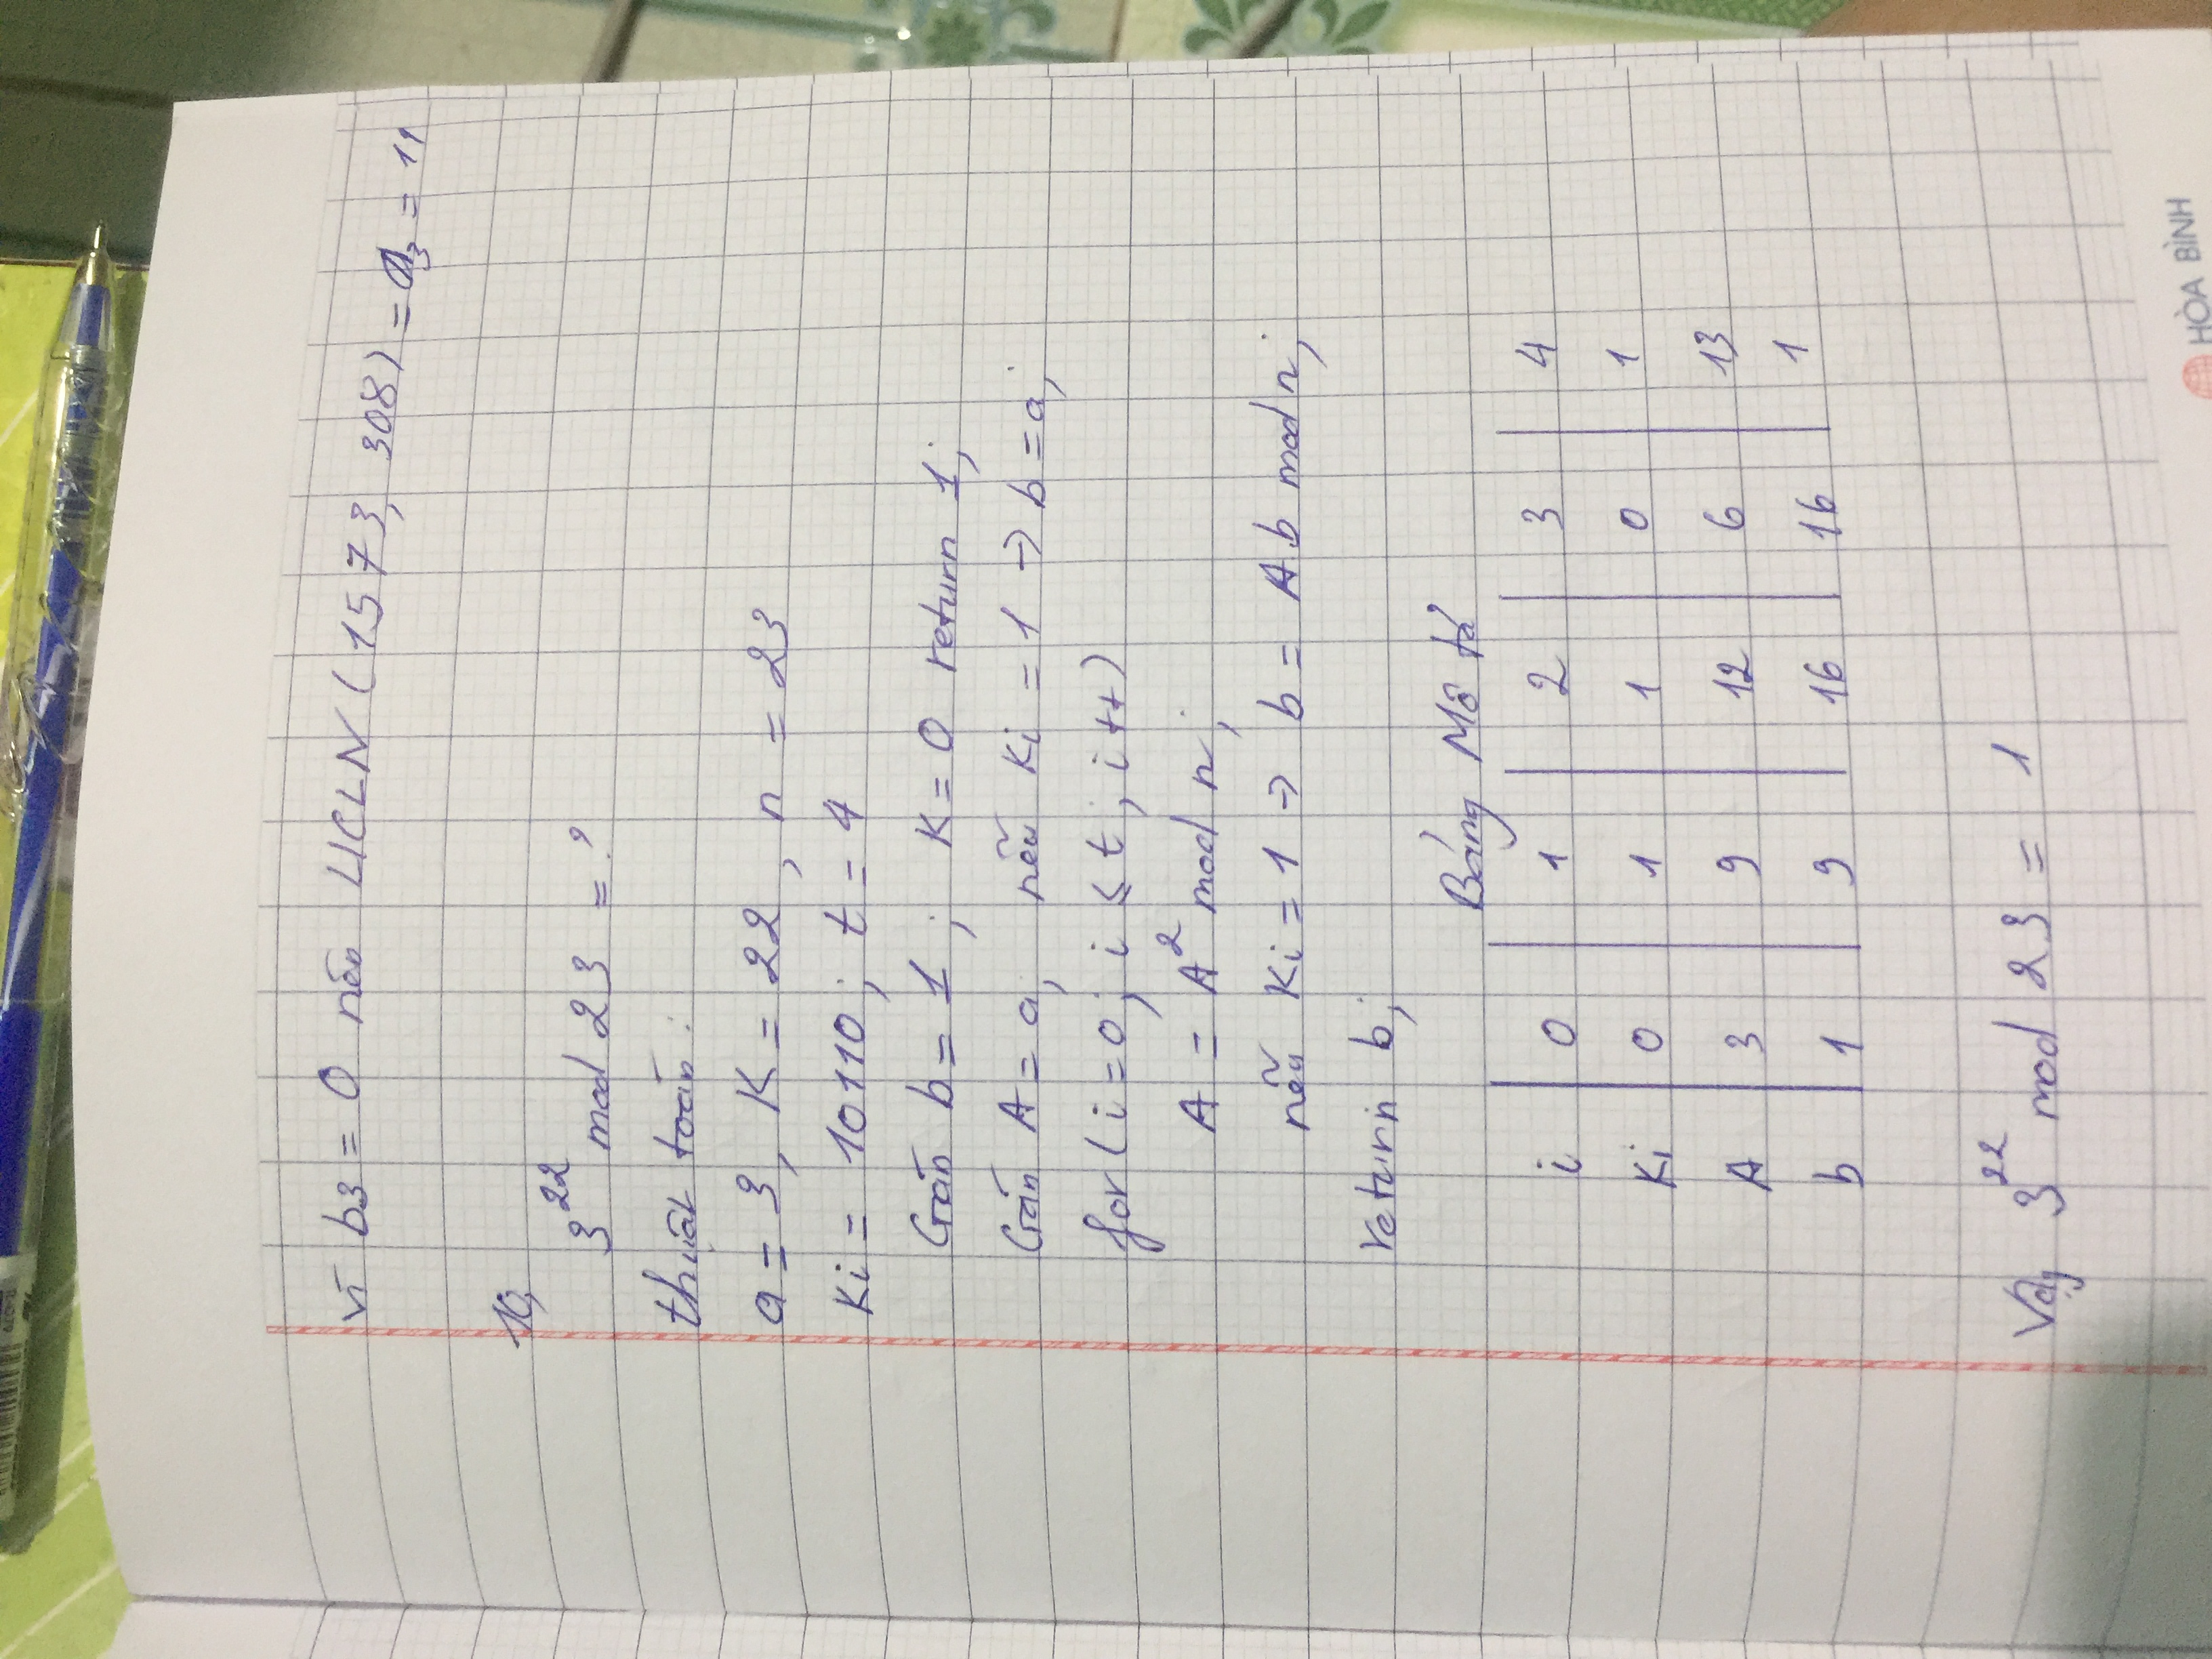 vì b3 = 0 nên UCLN (1573, 308) = a3 = 11
10,
3^22 mod 23 = ?
thuật toán :
a = 3, K = 22, n = 23
Ki = 10110; t = 4
Gán b = 1; K = 0 return 1;
Gán A = a; nếu Ki = 1 → b = a;
for (i = 0; i ≤ t; i++)
A = A^2 mod n;
nếu Ki = 1 → b = A b mod n;
return b;
Bảng Mô tả
i 0 1 2 3 4
Ki 0 1 1 0 1
A 3 9 12 6 13
b 1 9 16 16 1
Vậy 3^22 mod 23 = 1
HÒA BÌNH